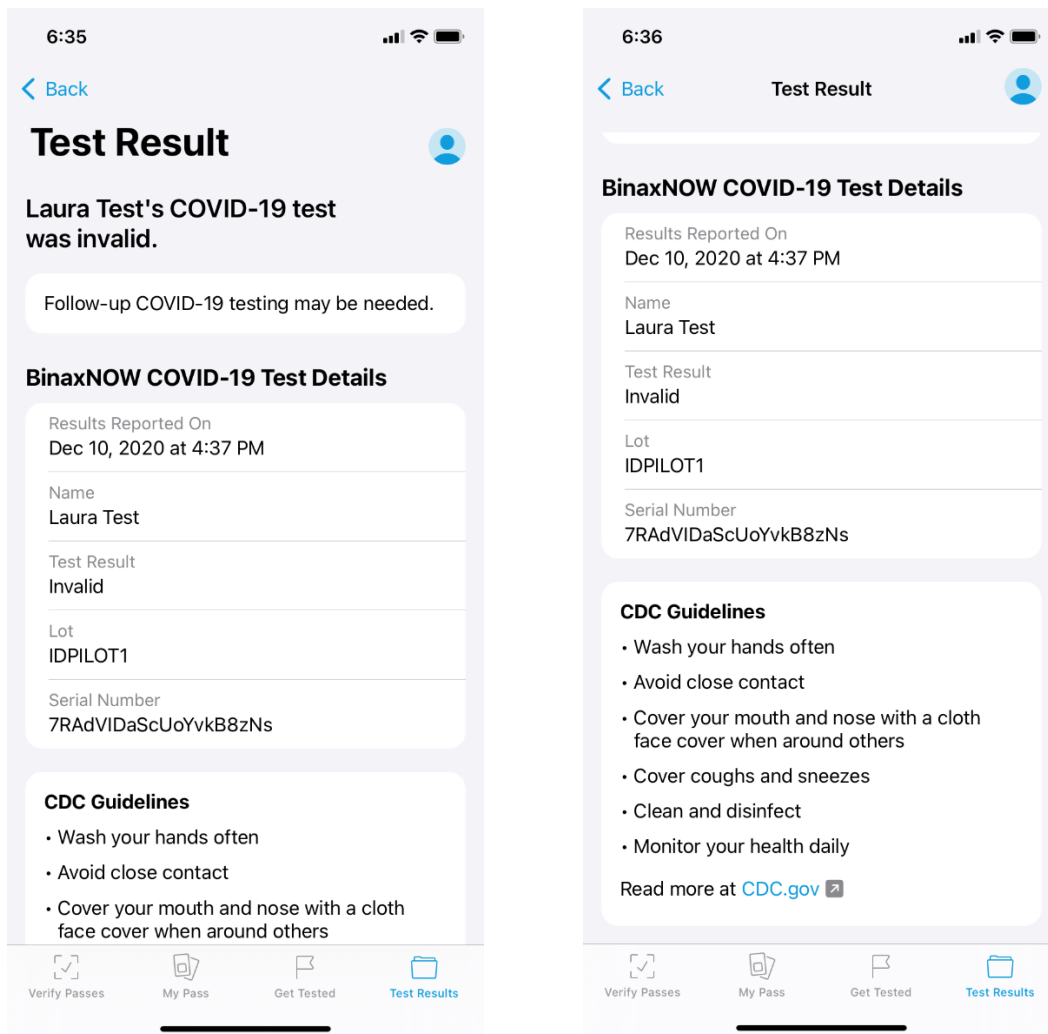 6:35
Back
Test Result
Laura Test's COVID-19 test
was invalid.
Follow-up COVID-19 testing may be needed.
BinaxNOW COVID-19 Test Details
Results Reported On
Dec 10, 2020 at 4:37 PM
Name
Laura Test
Test Result
Invalid
Lot
IDPILOT1
Serial Number
7RAdVIDaScUoYvkB8zNs
CDC Guidelines
• Wash your hands often
• Avoid close contact
• Cover your mouth and nose with a cloth
face cover when around others
Verify Passes
My Pass
Get Tested
Test Results
6:36
Back
Test Result
BinaxNOW COVID-19 Test Details
Results Reported On
Dec 10, 2020 at 4:37 PM
Name
Laura Test
Test Result
Invalid
Lot
IDPILOT1
Serial Number
7RAdVIDaScUoYvkB8zNs
CDC Guidelines
• Wash your hands often
• Avoid close contact
• Cover your mouth and nose with a cloth
face cover when around others
• Cover coughs and sneezes
• Clean and disinfect
• Monitor your health daily
Read more at CDC.gov
Verify Passes
My Pass
Get Tested
Test Results